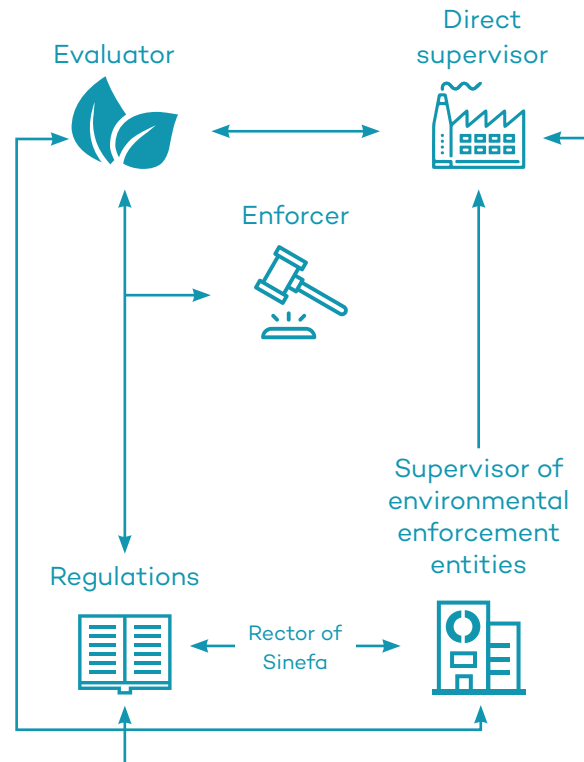 Evaluator
Direct
supervisor
Enforcer
Supervisor of
environmental
enforcement
entities
Regulations
Rector of
Sinefa